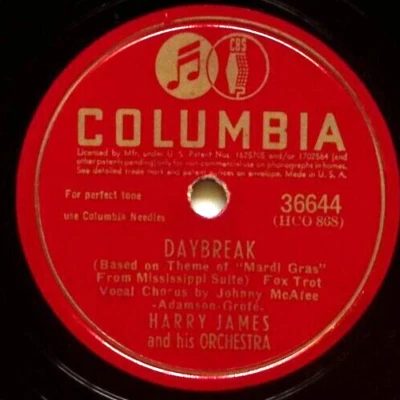 CBS
COLUMBIA
Licensed by Mfr. under U. S. Patent Nos. 1625705 and/or 1702564 (and
other patents pending) only for non-commercial use on phonographs in homes.
See detailed trade mark and patent notices on envelope. Made in U. S. A.
For perfect tone
use Columbia Needles
36644
(HCO 868)
DAYBREAK
(Based on Theme of "Mardi Gras"
From Mississippi Suite) Fox Trot
Vocal Chorus by Johnny McAfee
-Adamson-Grofé-
HARRY JAMES
and his ORCHESTRA